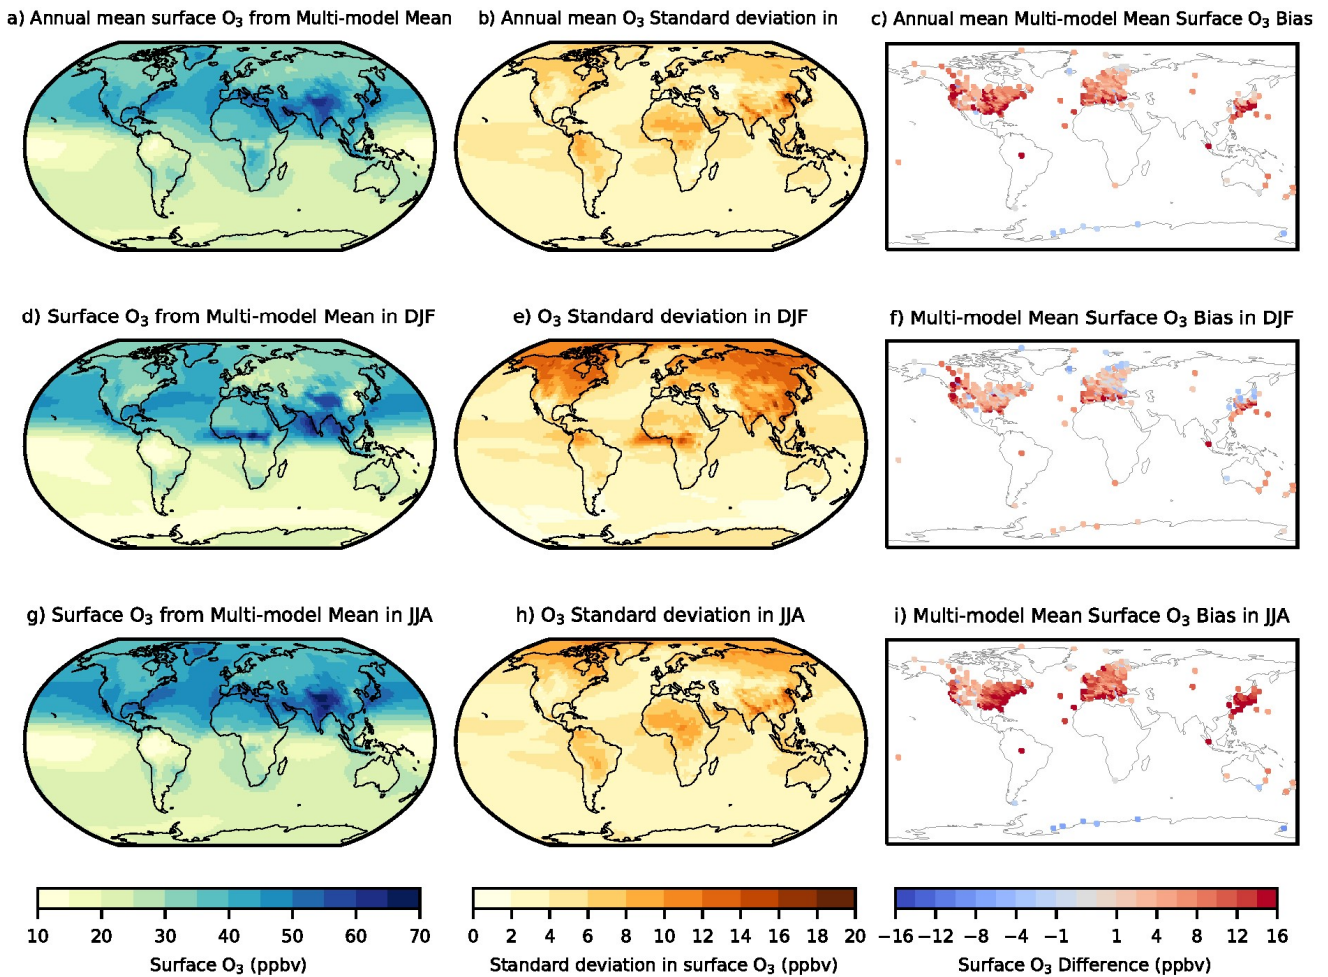 a) Annual mean surface O3 from Multi-model Mean
b) Annual mean O3 Standard deviation in
c) Annual mean Multi-model Mean Surface O3 Bias
d) Surface O3 from Multi-model Mean in DJF
e) O3 Standard deviation in DJF
f) Multi-model Mean Surface O3 Bias in DJF
g) Surface O3 from Multi-model Mean in JJA
h) O3 Standard deviation in JJA
i) Multi-model Mean Surface O3 Bias in JJA
10 20 30 40 50 60 70
Surface O3 (ppbv)
0 2 4 6 8 10 12 14 16 18 20
Standard deviation in surface O3 (ppbv)
−16 −12 −8 −4 −1 1 4 8 12 16
Surface O3 Difference (ppbv)